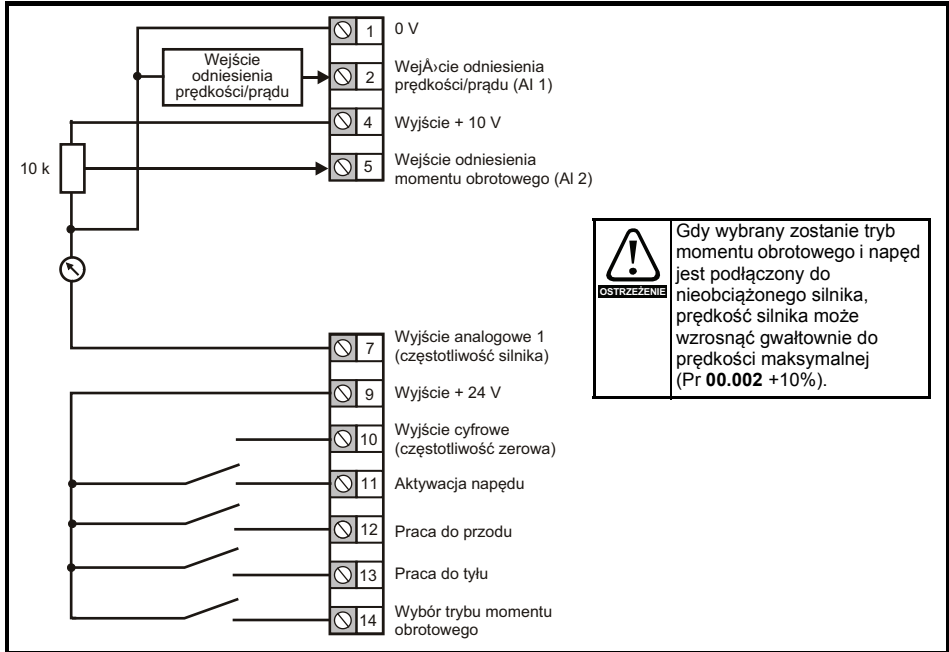 1
0 V
Wejście
odniesienia
prędkości/prądu
2
WejÅ›cie odniesienia
prędkości/prądu (AI 1)
4
Wyjście + 10 V
10 k
5
Wejście odniesienia
momentu obrotowego (AI 2)
OSTRZEŻENIE
Gdy wybrany zostanie tryb
momentu obrotowego i napęd
jest podłączony do
nieobciążonego silnika,
prędkość silnika może
wzrosnąć gwałtownie do
prędkości maksymalnej
(Pr 00.002 +10%).
7
Wyjście analogowe 1
(częstotliwość silnika)
9
Wyjście + 24 V
10
Wyjście cyfrowe
(częstotliwość zerowa)
11
Aktywacja napędu
12
Praca do przodu
13
Praca do tyłu
14
Wybór trybu momentu
obrotowego